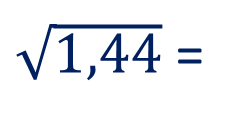 √1,44 =